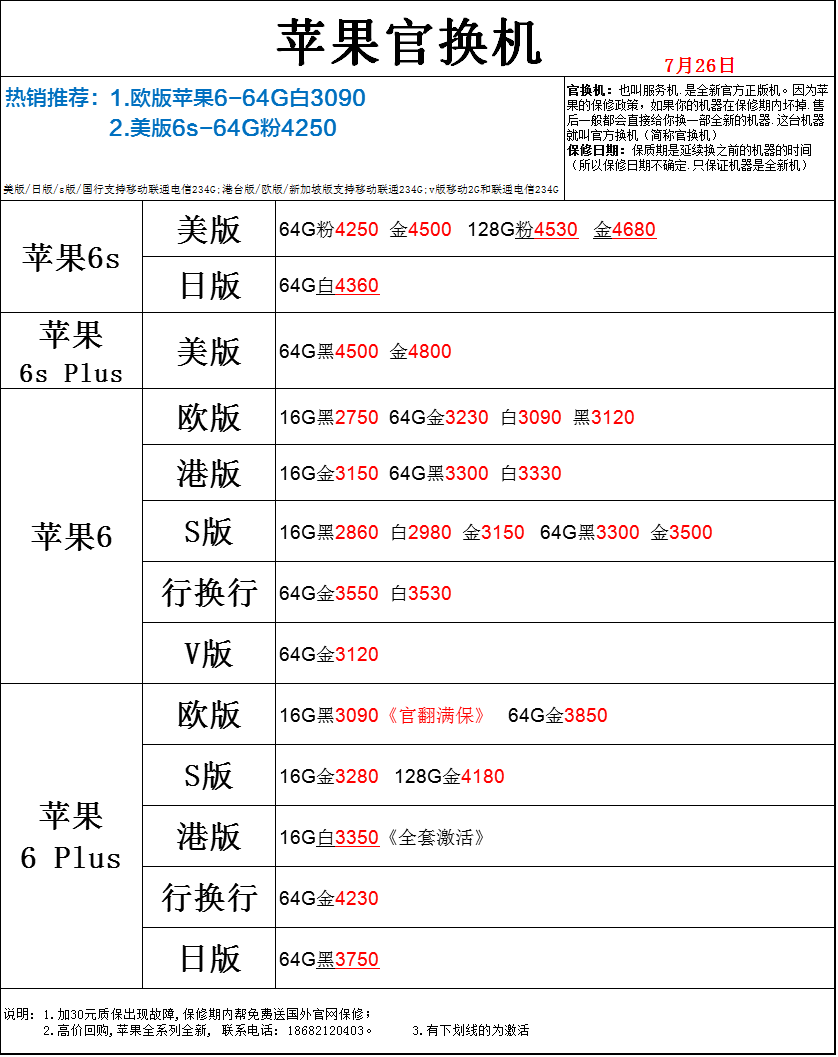 苹果官换机
7月26日
热销推荐：1.欧版苹果6-64G白3090
2.美版6s-64G粉4250
美版/日版/s版/国行支持移动联通电信234G;港台版/欧版/新加坡版支持移动联通234G;v版移动2G和联通电信234G
官换机：也叫服务机.是全新官方正版机。因为苹
果的保修政策，如果你的机器在保修期内坏掉.售
后一般都会直接给你换一部全新的机器.这台机器
就叫官方换机（简称官换机）
保修日期：保质期是延续换之前的机器的时间
（所以保修日期不确定.只保证机器是全新机）
苹果6s
美版
64G粉4250 金4500 128G粉4530 金4680
日版
64G白4360
苹果
6s Plus
美版
64G黑4500 金4800
苹果6
欧版
16G黑2750 64G金3230 白3090 黑3120
港版
16G金3150 64G黑3300 白3330
S版
16G黑2860 白2980 金3150 64G黑3300 金3500
行换行
64G金3550 白3530
V版
64G金3120
苹果
6 Plus
欧版
16G黑3090《官翻满保》 64G金3850
S版
16G金3280 128G金4180
港版
16G白3350《全套激活》
行换行
64G金4230
日版
64G黑3750
说明：1.加30元质保出现故障,保修期内帮免费送国外官网保修；
2.高价回购,苹果全系列全新, 联系电话：18682120403。 3.有下划线的为激活